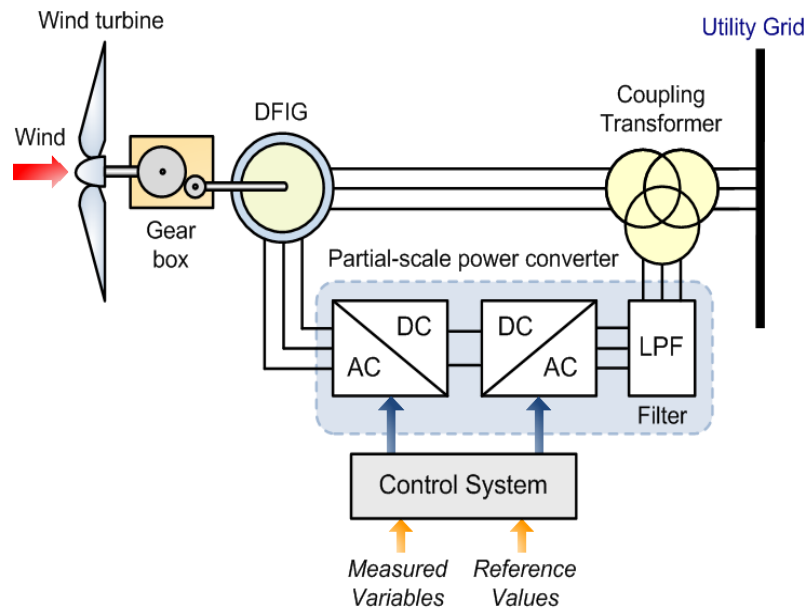 Wind turbine
Utility Grid
DFIG
Coupling
Transformer
Wind
Gear
box
Partial-scale power converter
DC
AC
DC
AC
LPF
Filter
Control System
Measured
Variables
Reference
Values